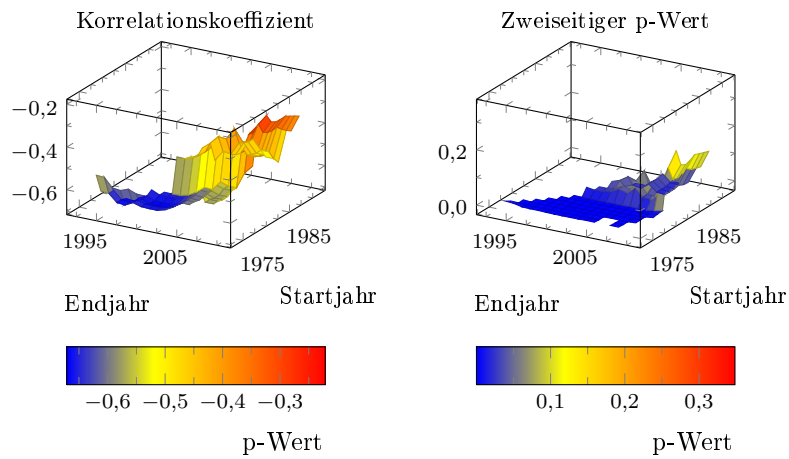 Korrelationskoeffizient
−0,2
−0,4
−0,6
1995
2005
1975
1985
Endjahr
Startjahr
−0,6 −0,5 −0,4 −0,3
p-Wert
Zweiseitiger p-Wert
0,2
0,0
1995
2005
1975
1985
Endjahr
Startjahr
0,1 0,2 0,3
p-Wert